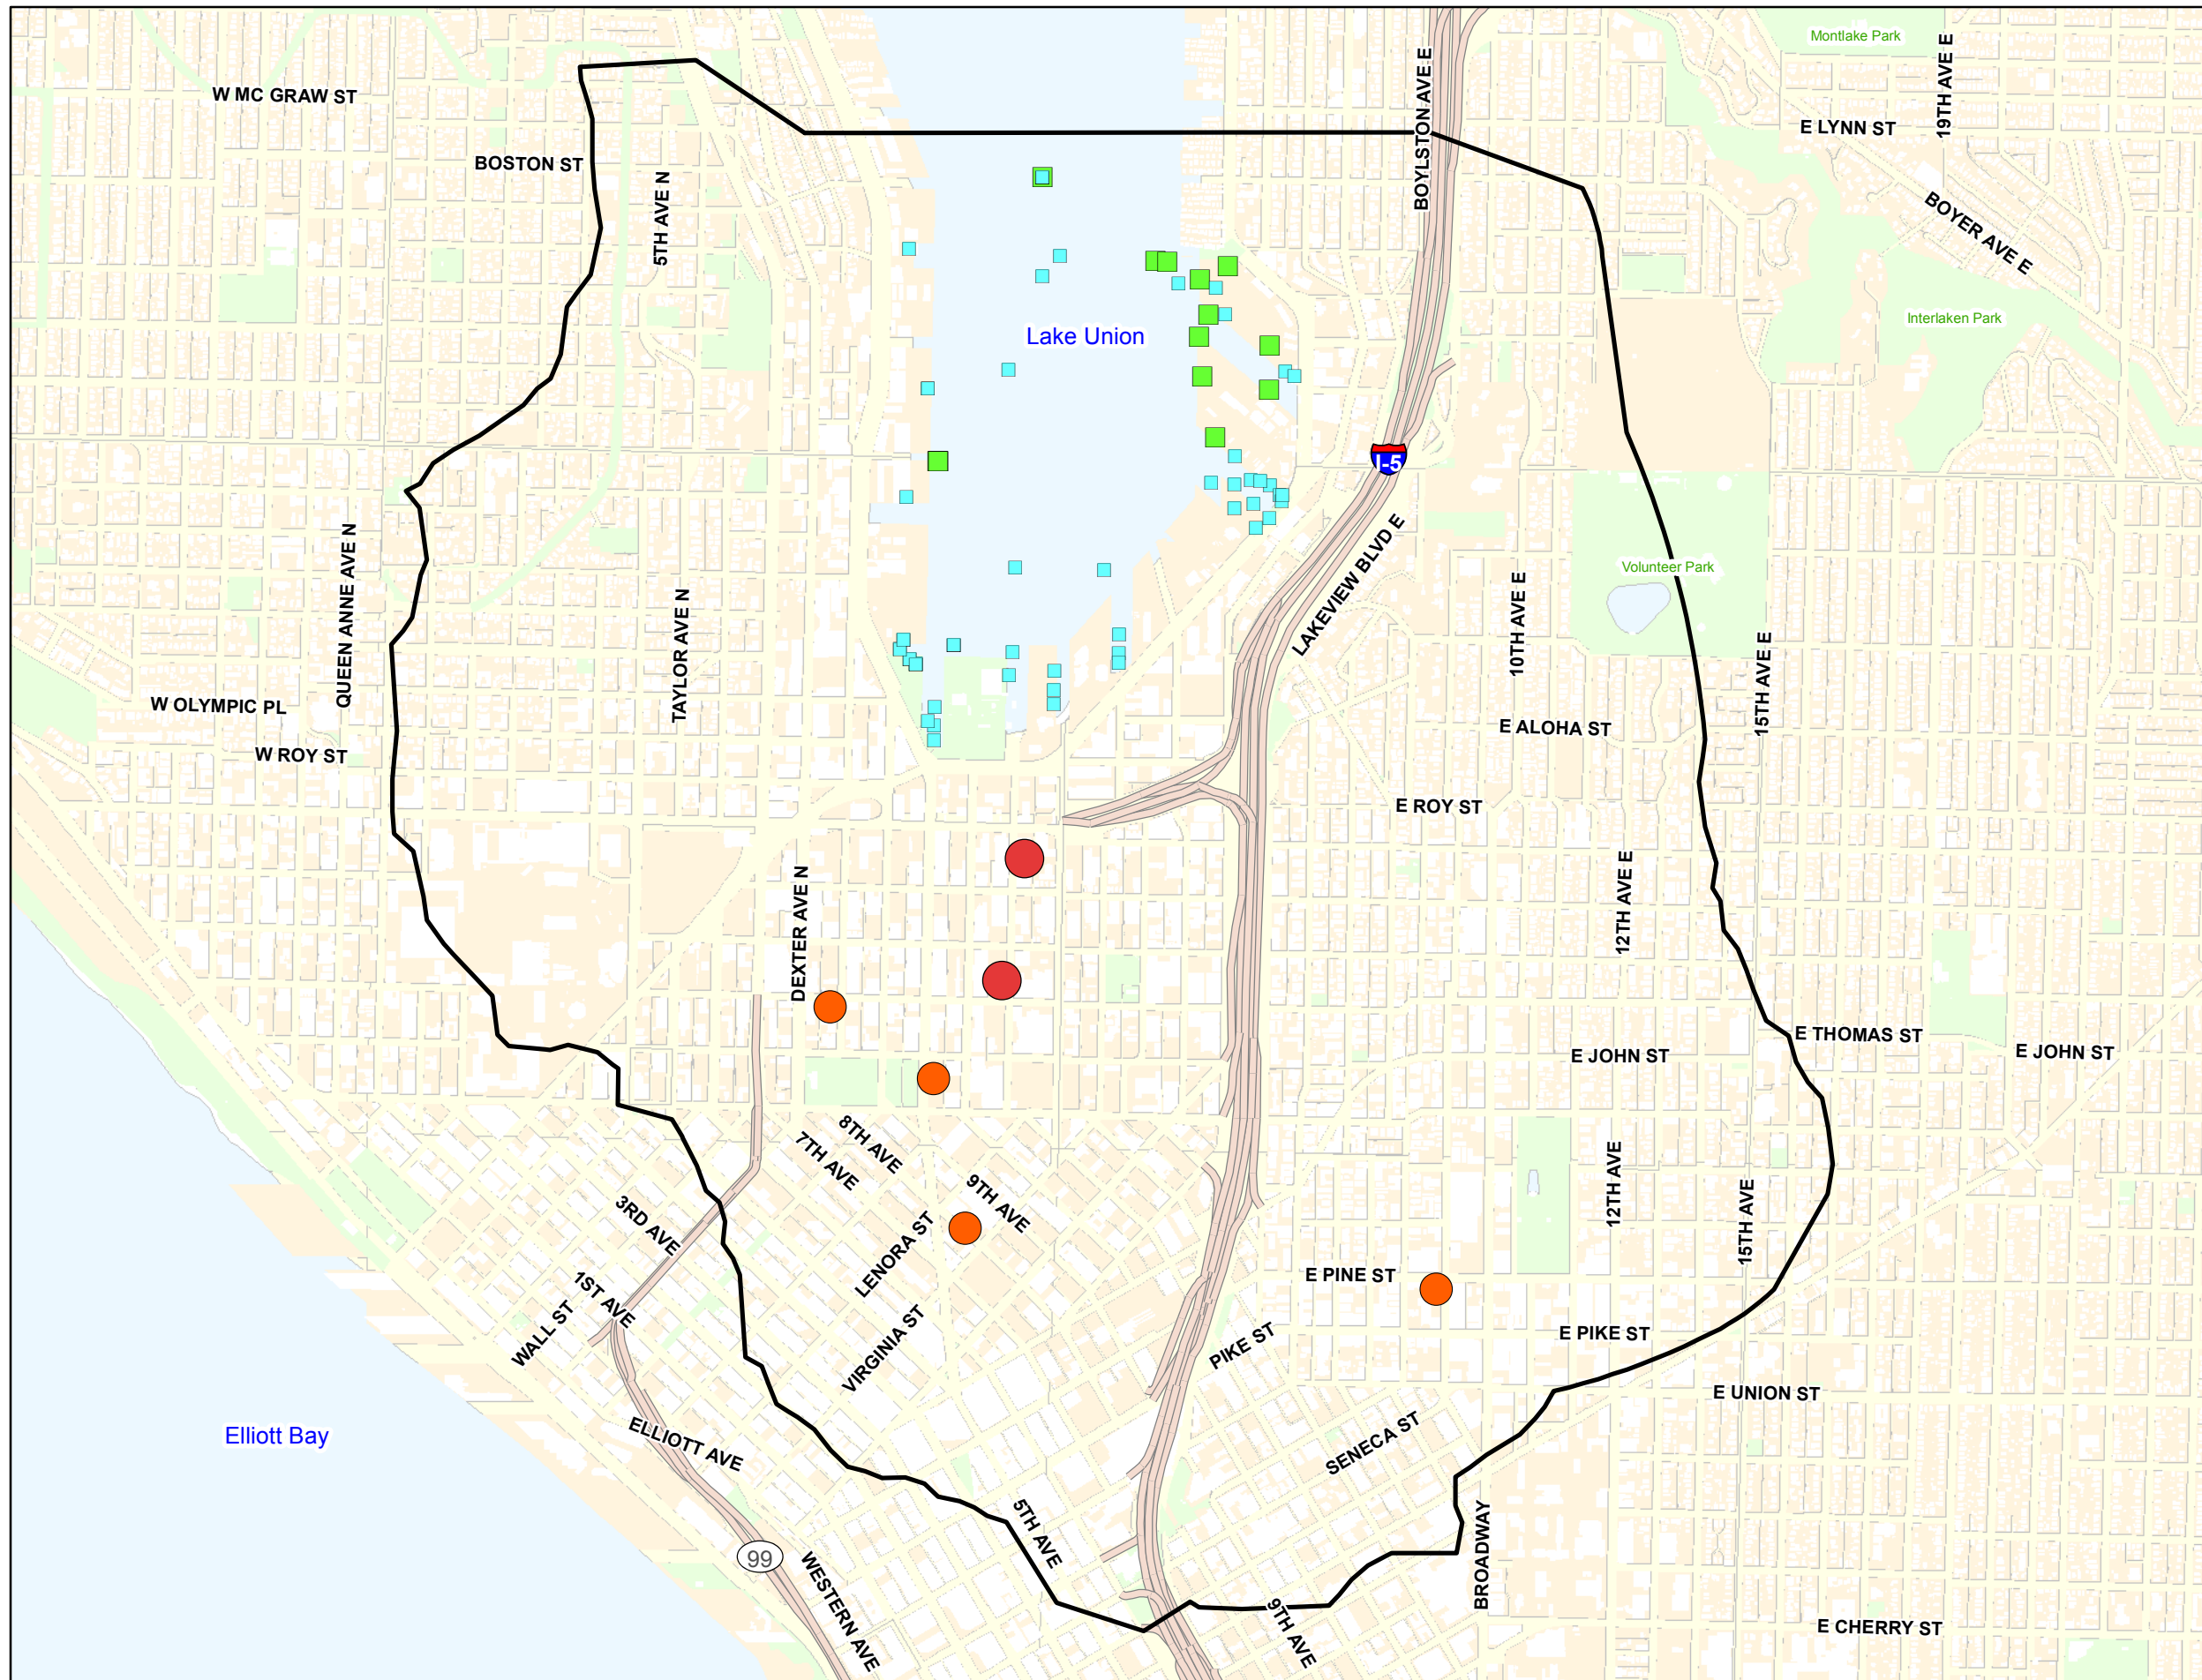 Montlake Park
W MC GRAW ST
BOYLSTON AVE E
19TH AVE E
E LYNN ST
BOSTON ST
5TH AVE N
BOYER AVE E
Lake Union
Interlaken Park
I-5
QUEEN ANNE AVE N
LAKEVIEW BLVD E
Volunteer Park
TAYLOR AVE N
10TH AVE E
15TH AVE E
W OLYMPIC PL
W ROY ST
E ALOHA ST
E ROY ST
DEXTER AVE N
12TH AVE E
E THOMAS ST
E JOHN ST
E JOHN ST
8TH AVE
7TH AVE
9TH AVE
3RD AVE
LENORA ST
12TH AVE
15TH AVE
1ST AVE
WALL ST
E PINE ST
VIRGINIA ST
PIKE ST
E PIKE ST
E UNION ST
Elliott Bay
ELLIOTT AVE
SENECA ST
5TH AVE
BROADWAY
99
WESTERN AVE
9TH AVE
E CHERRY ST